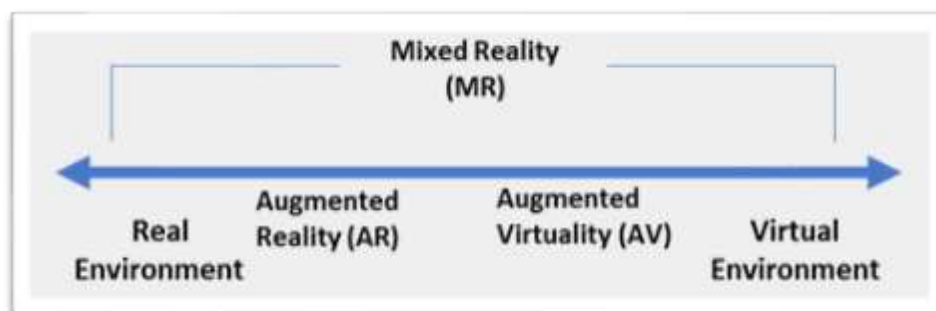 Mixed Reality
(MR)
Real
Environment
Augmented
Reality (AR)
Augmented
Virtuality (AV)
Virtual
Environment